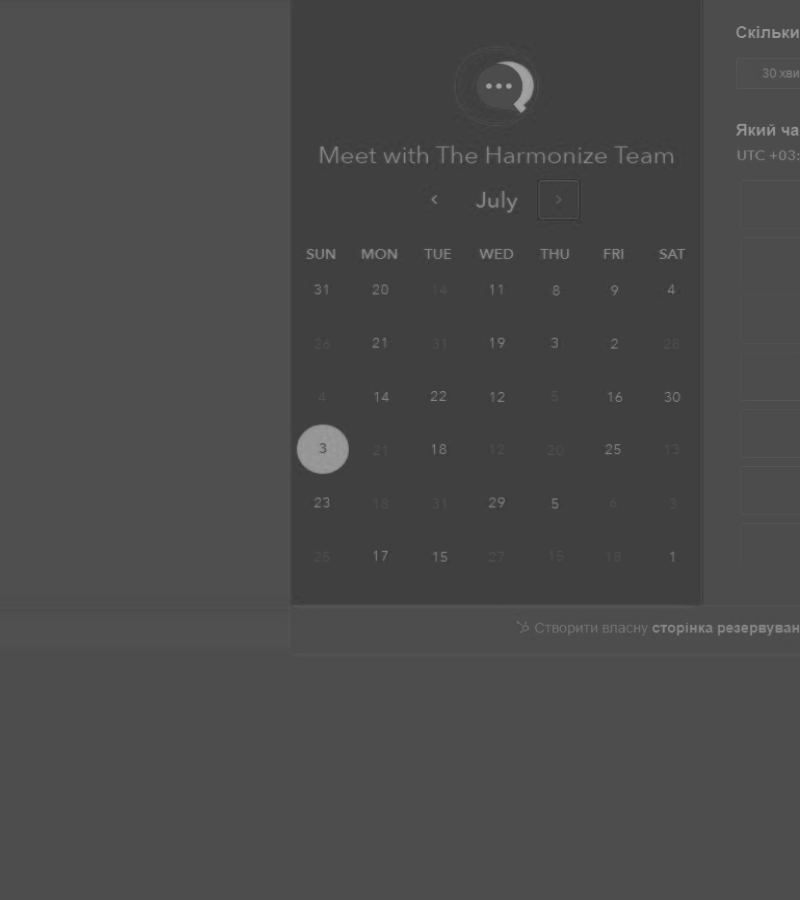 Meet with The Harmonize Team
July
SUN MON TUE WED THU FRI SAT
31 20 14 11 8 9 4
26 21 31 19 3 2 28
4 14 22 12 5 16 30
3 21 18 12 20 25 13
23 18 31 29 5 6 3
25 17 15 27 15 18 1
Скільки
30 хви
Який ча
UTC +03:
Створити власну сторінка резервуван